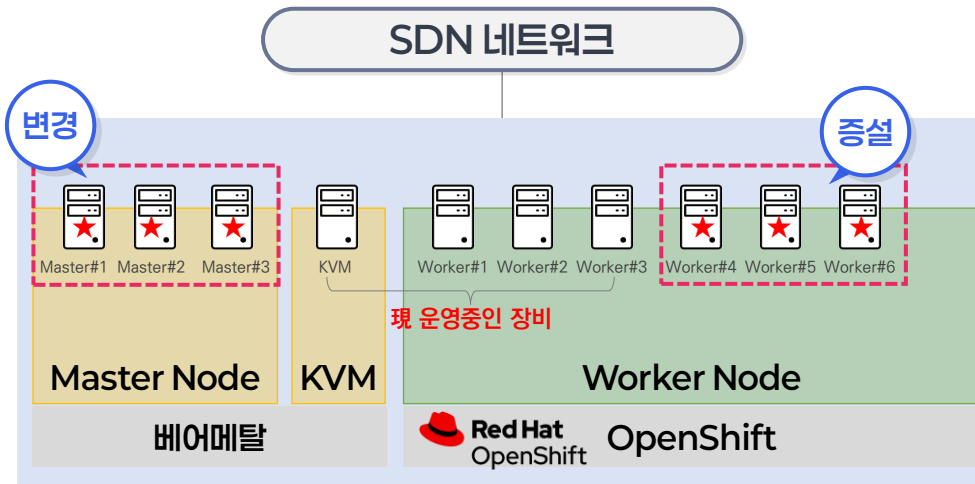 SDN 네트워크
변경
증설
Master#1 Master#2 Master#3 KVM Worker#1 Worker#2 Worker#3 Worker#4 Worker#5 Worker#6
現 운영중인 장비
Master Node KVM Worker Node
베어메탈
Red Hat
OpenShift
OpenShift